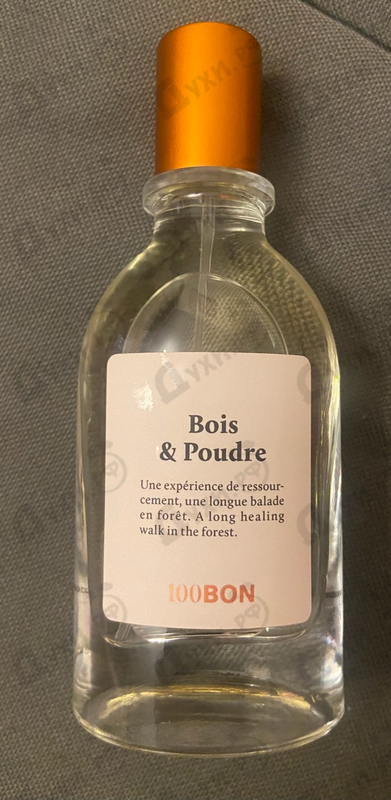 Bois
& Poudre
Une expérience de ressour-
cement, une longue balade
en forêt. A long healing
walk in the forest.
100BON